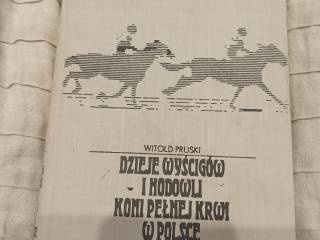 WITOLD PRUSKI
DZIEJE WYŚCIGÓW
I HODOWLI
KONI PEŁNEJ KRWI
W POLSCE